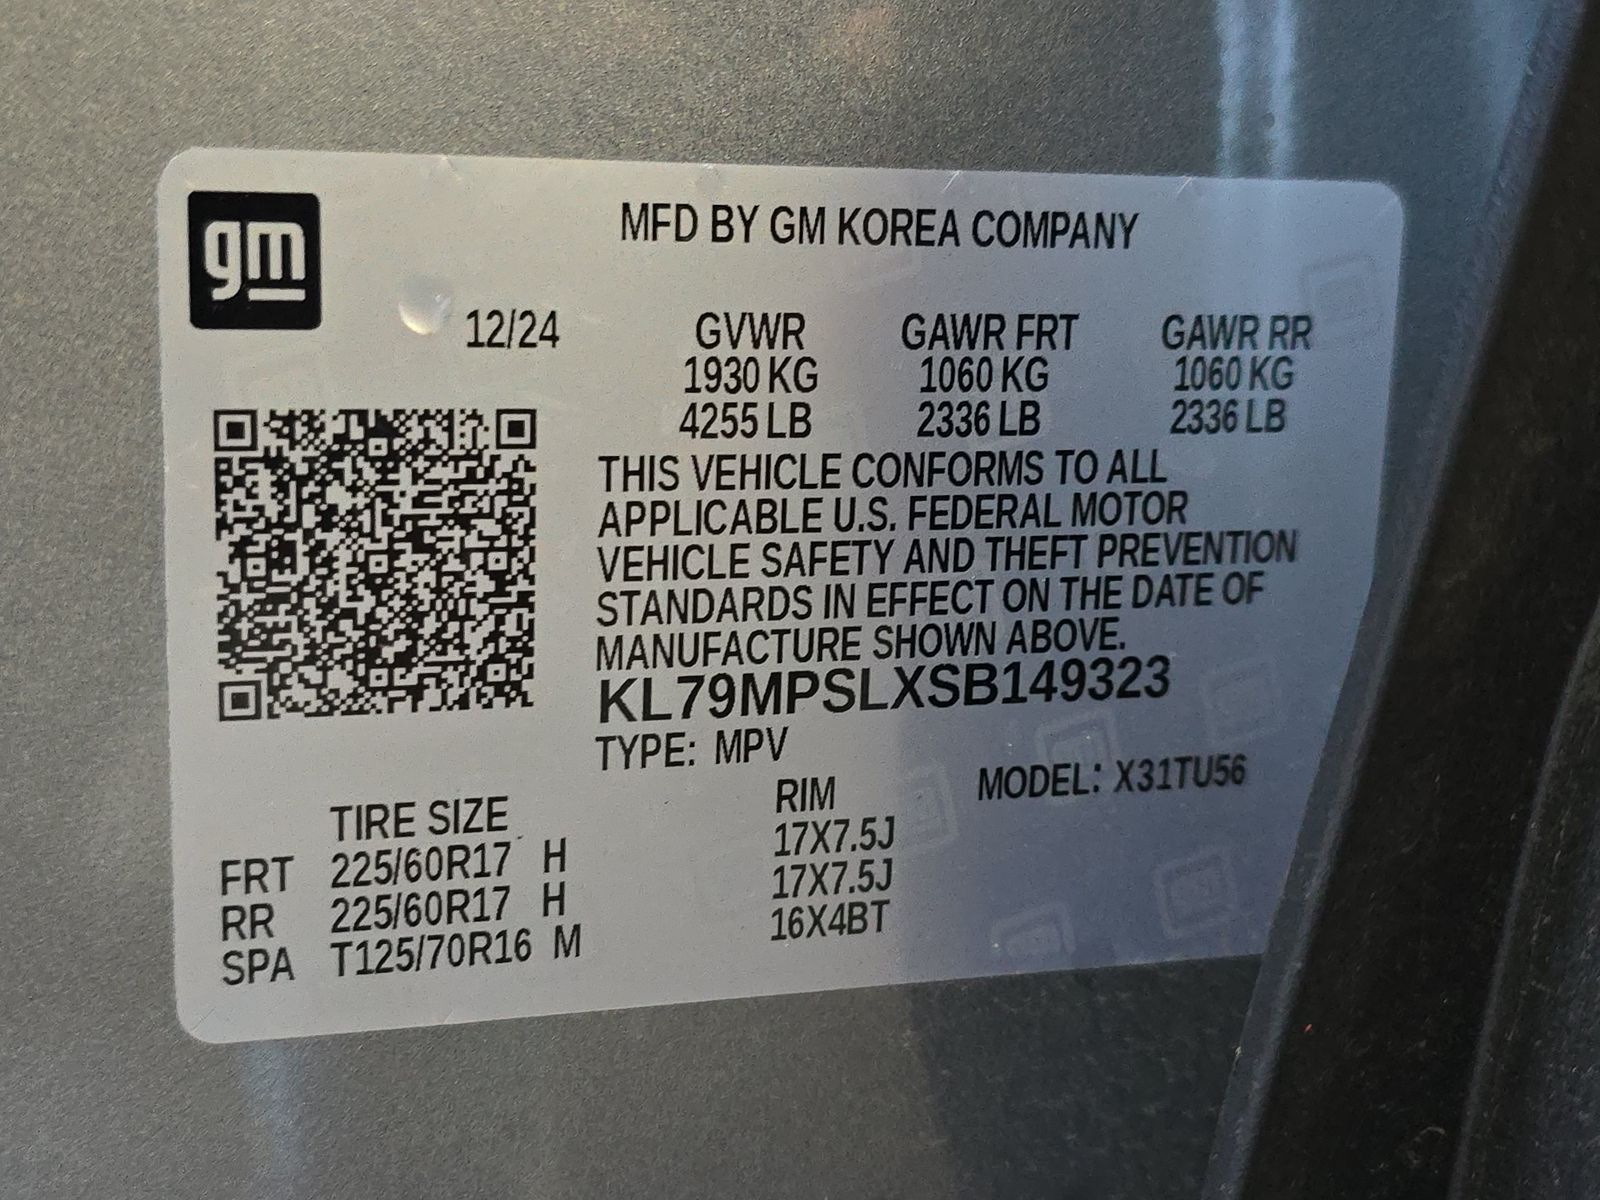 gm
MFD BY GM KOREA COMPANY
12/24 GVWR GAWR FRT GAWR RR
1930 KG 1060 KG 1060 KG
4255 LB 2336 LB 2336 LB
THIS VEHICLE CONFORMS TO ALL
APPLICABLE U.S. FEDERAL MOTOR
VEHICLE SAFETY AND THEFT PREVENTION
STANDARDS IN EFFECT ON THE DATE OF
MANUFACTURE SHOWN ABOVE.
KL79MPSLXSB149323
TYPE: MPV
MODEL: X31TU56
TIRE SIZE RIM
FRT 225/60R17 H 17X7.5J
RR 225/60R17 H 17X7.5J
SPA T125/70R16 M 16X4BT